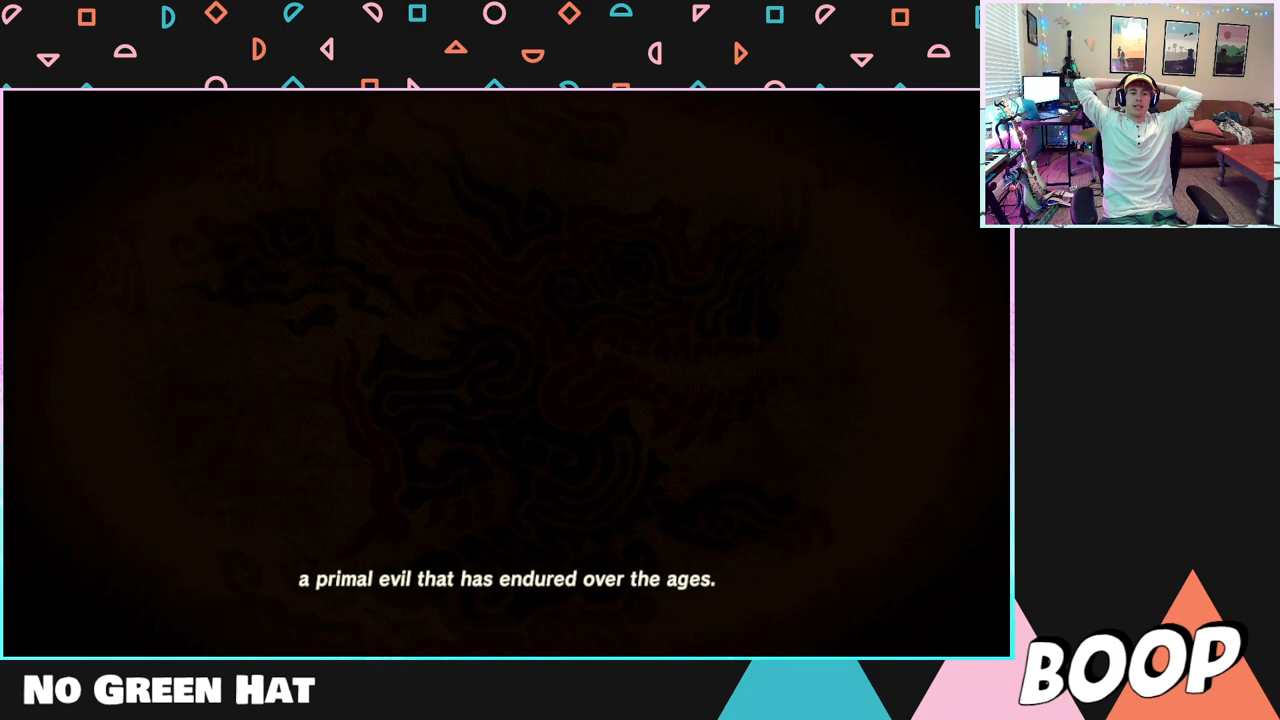 a primal evil that has endured over the ages.
No Green Hat
BOOP